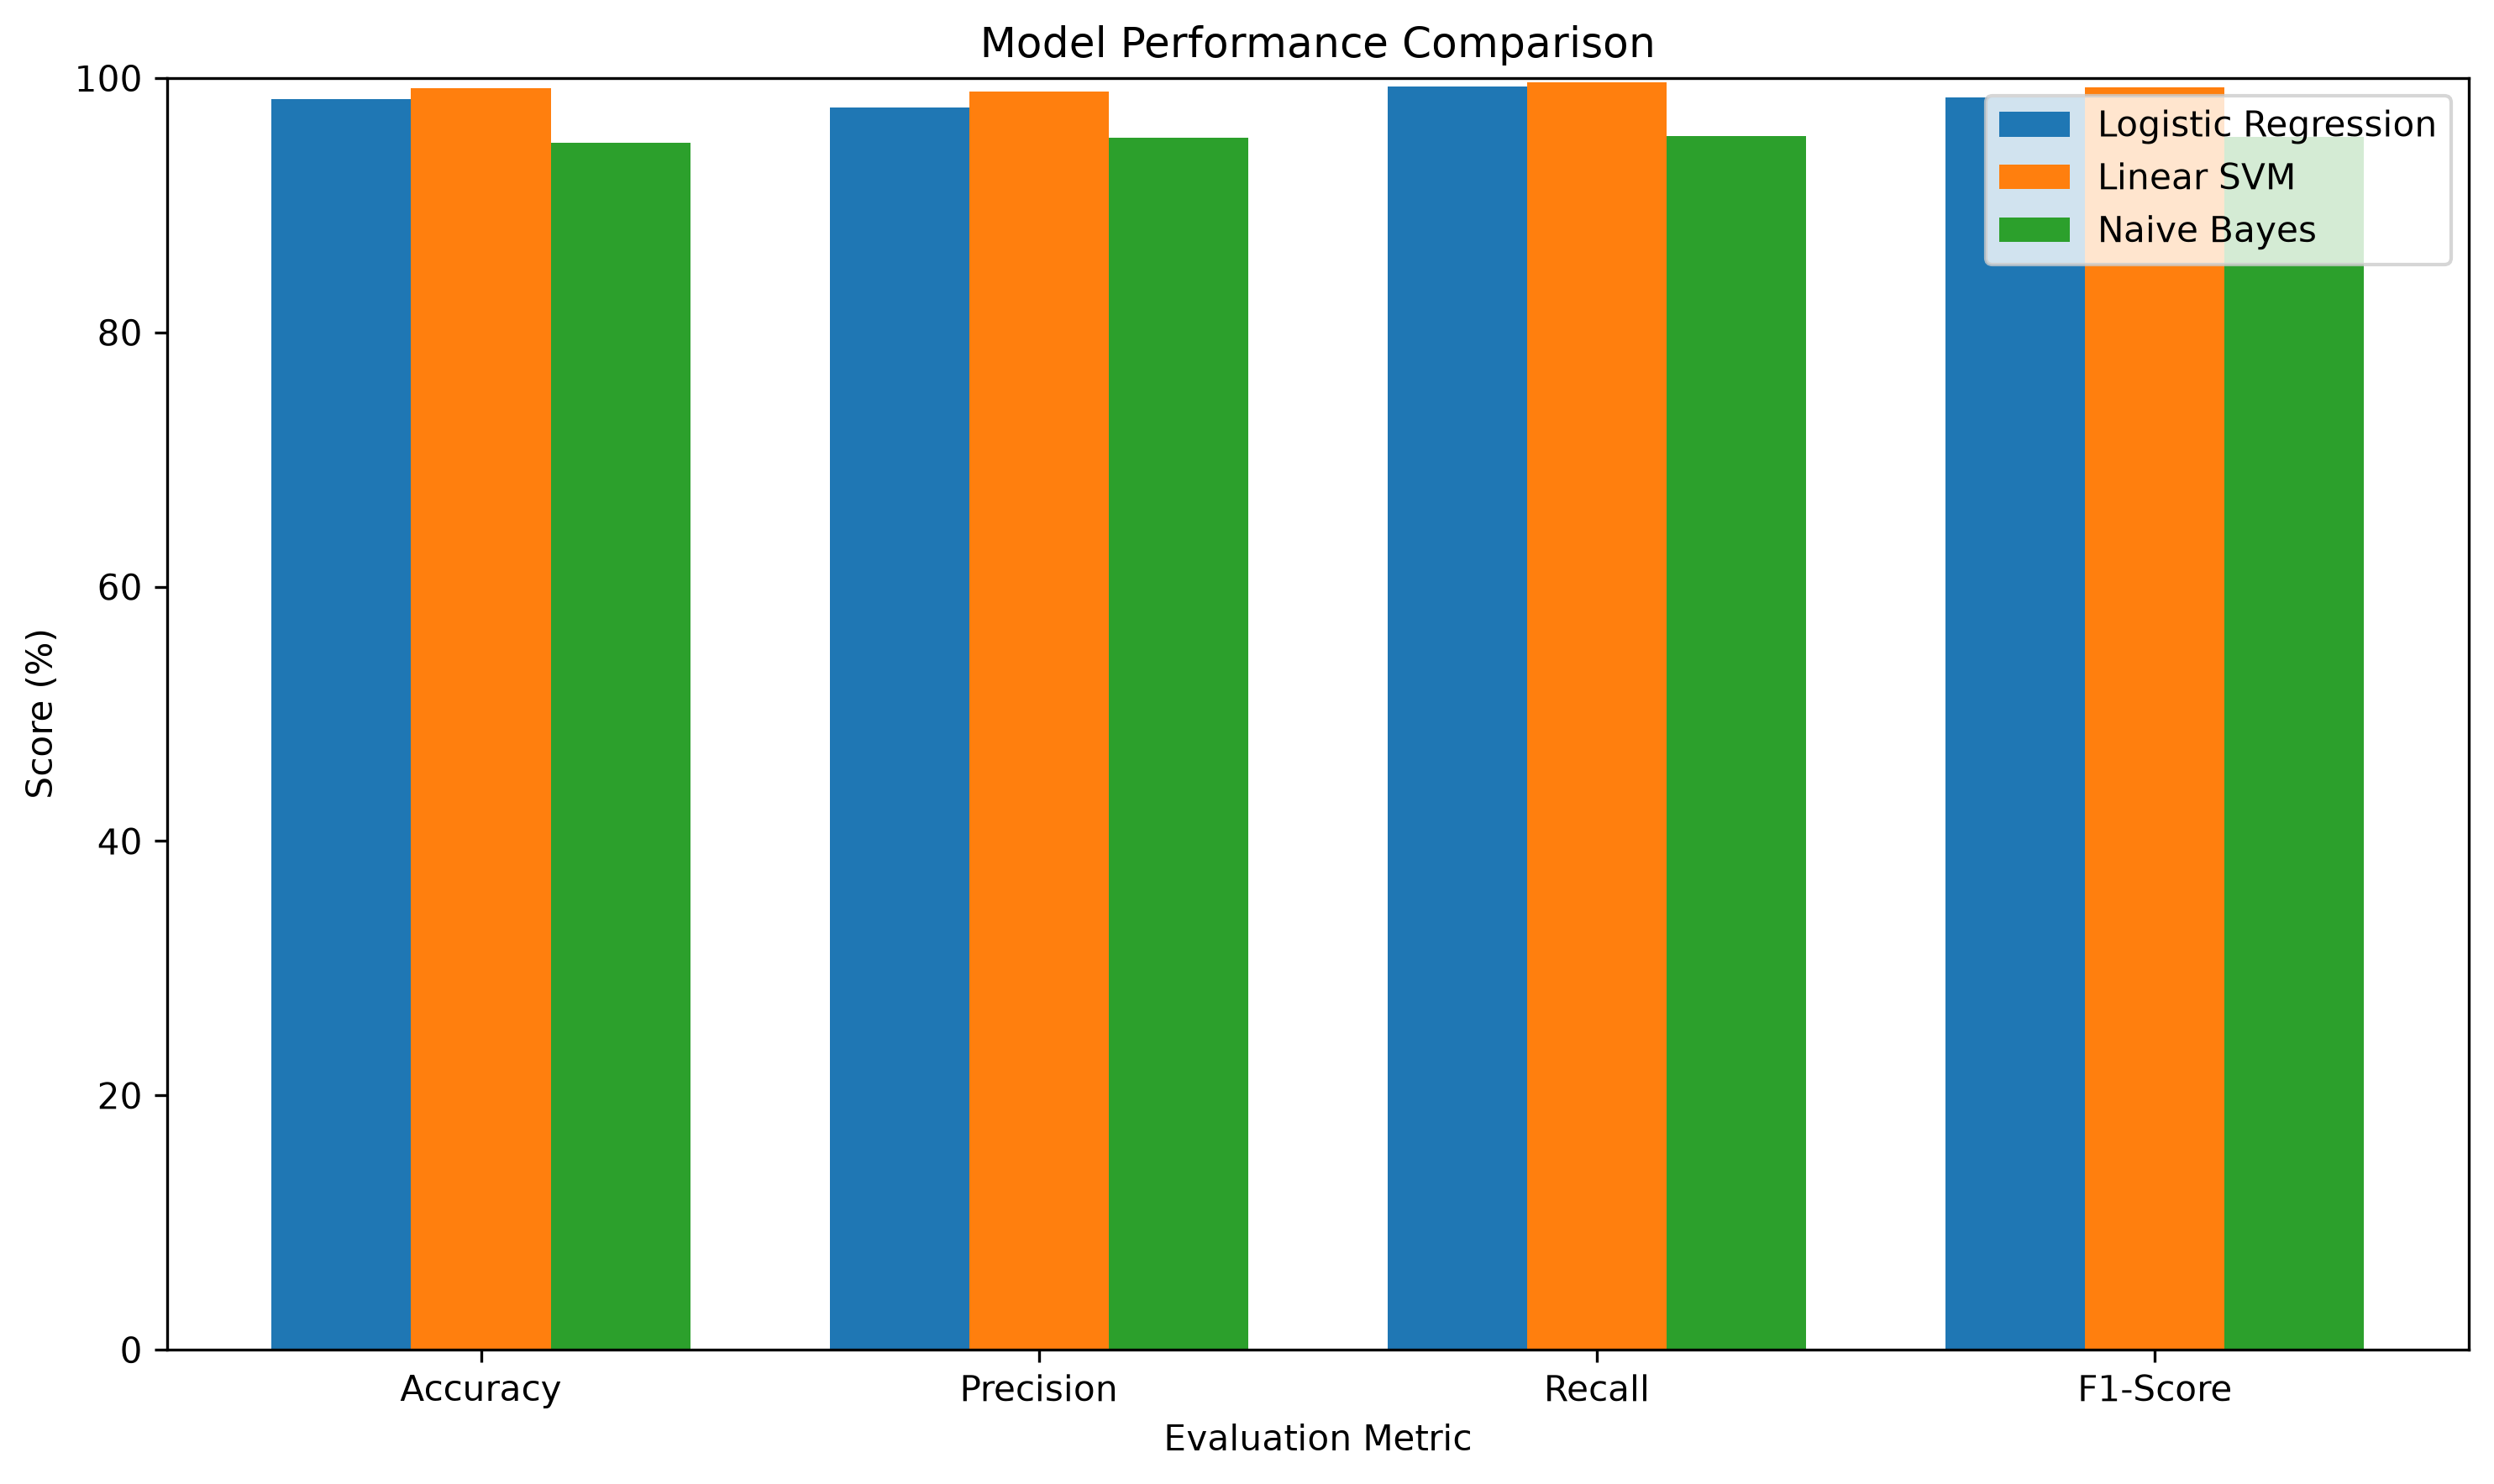 Model Performance Comparison
100
80
60
40
20
0
Score (%)
Logistic Regression
Linear SVM
Naive Bayes
Accuracy Precision Recall F1-Score
Evaluation Metric